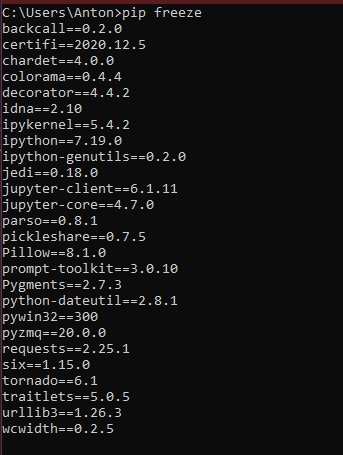 C:\Users\Anton>pip freeze
backcall==0.2.0
certifi==2020.12.5
chardet==4.0.0
colorama==0.4.4
decorator==4.4.2
idna==2.10
ipykernel==5.4.2
ipython==7.19.0
ipython-genutils==0.2.0
jedi==0.18.0
jupyter-client==6.1.11
jupyter-core==4.7.0
parso==0.8.1
pickleshare==0.7.5
Pillow==8.1.0
prompt-toolkit==3.0.10
Pygments==2.7.3
python-dateutil==2.8.1
pywin32==300
pyzmq==20.0.0
requests==2.25.1
six==1.15.0
tornado==6.1
traitlets==5.0.5
urllib3==1.26.3
wcwidth==0.2.5